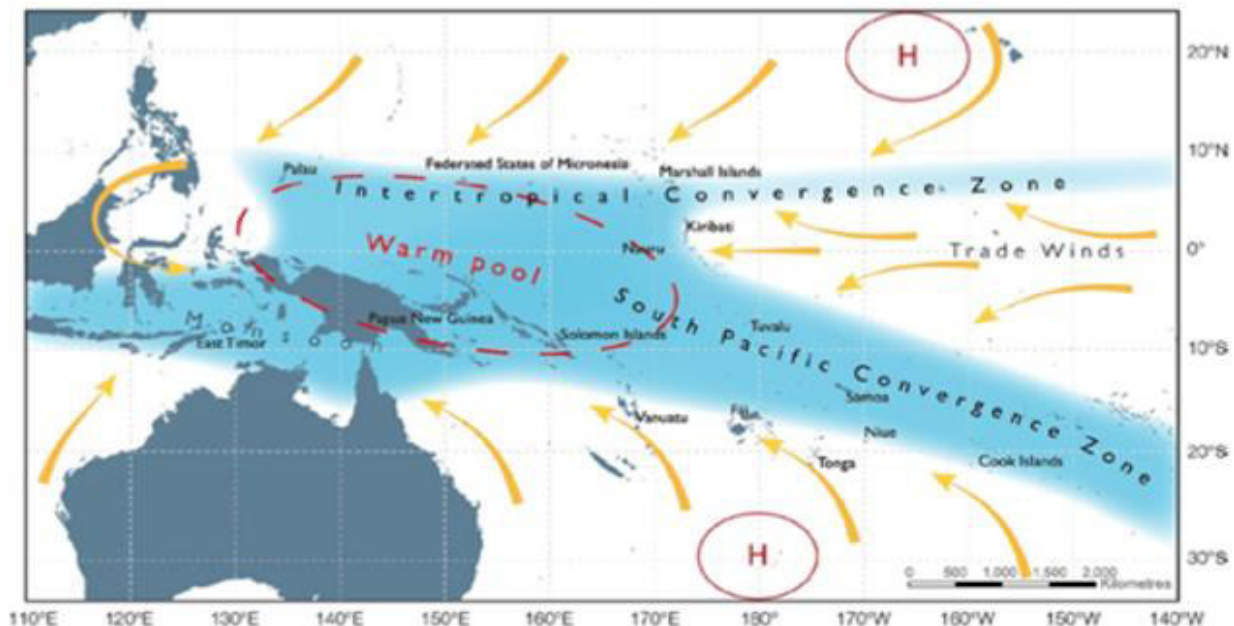 H
20°N
10°N
Palau
Federated States of Micronesia
Marshall Islands
Intertropical Convergence Zone
Kiribati
Warm pool
Nauru
Trade Winds
0°
South Pacific Convergence Zone
Monsoon
Papua New Guinea
East Timor
Solomon Islands
Tuvalu
10°S
Samoa
Vanuatu
Fiji
Niue
Tonga
Cook Islands
20°S
H
30°S
0 500 1,000 1,500 2,000
Kilometres
110°E 120°E 130°E 140°E 150°E 160°E 170°E 180° 170°W 160°W 150°W 140°W